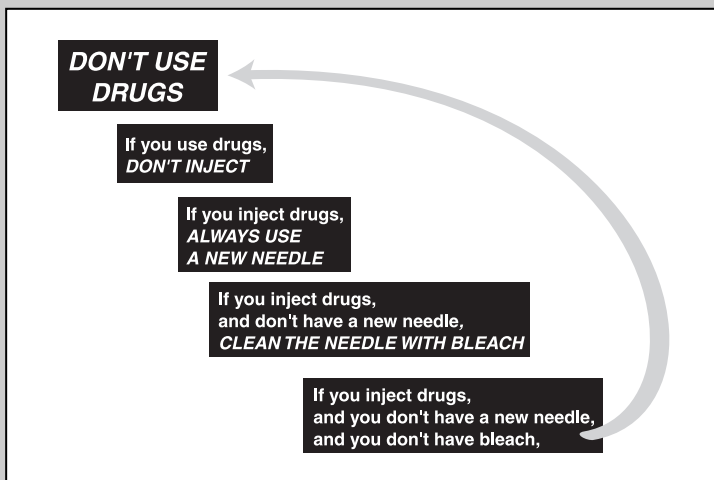 DON'T USE
DRUGS
If you use drugs,
DON'T INJECT
If you inject drugs,
ALWAYS USE
A NEW NEEDLE
If you inject drugs,
and don't have a new needle,
CLEAN THE NEEDLE WITH BLEACH
If you inject drugs,
and you don't have a new needle,
and you don't have bleach,